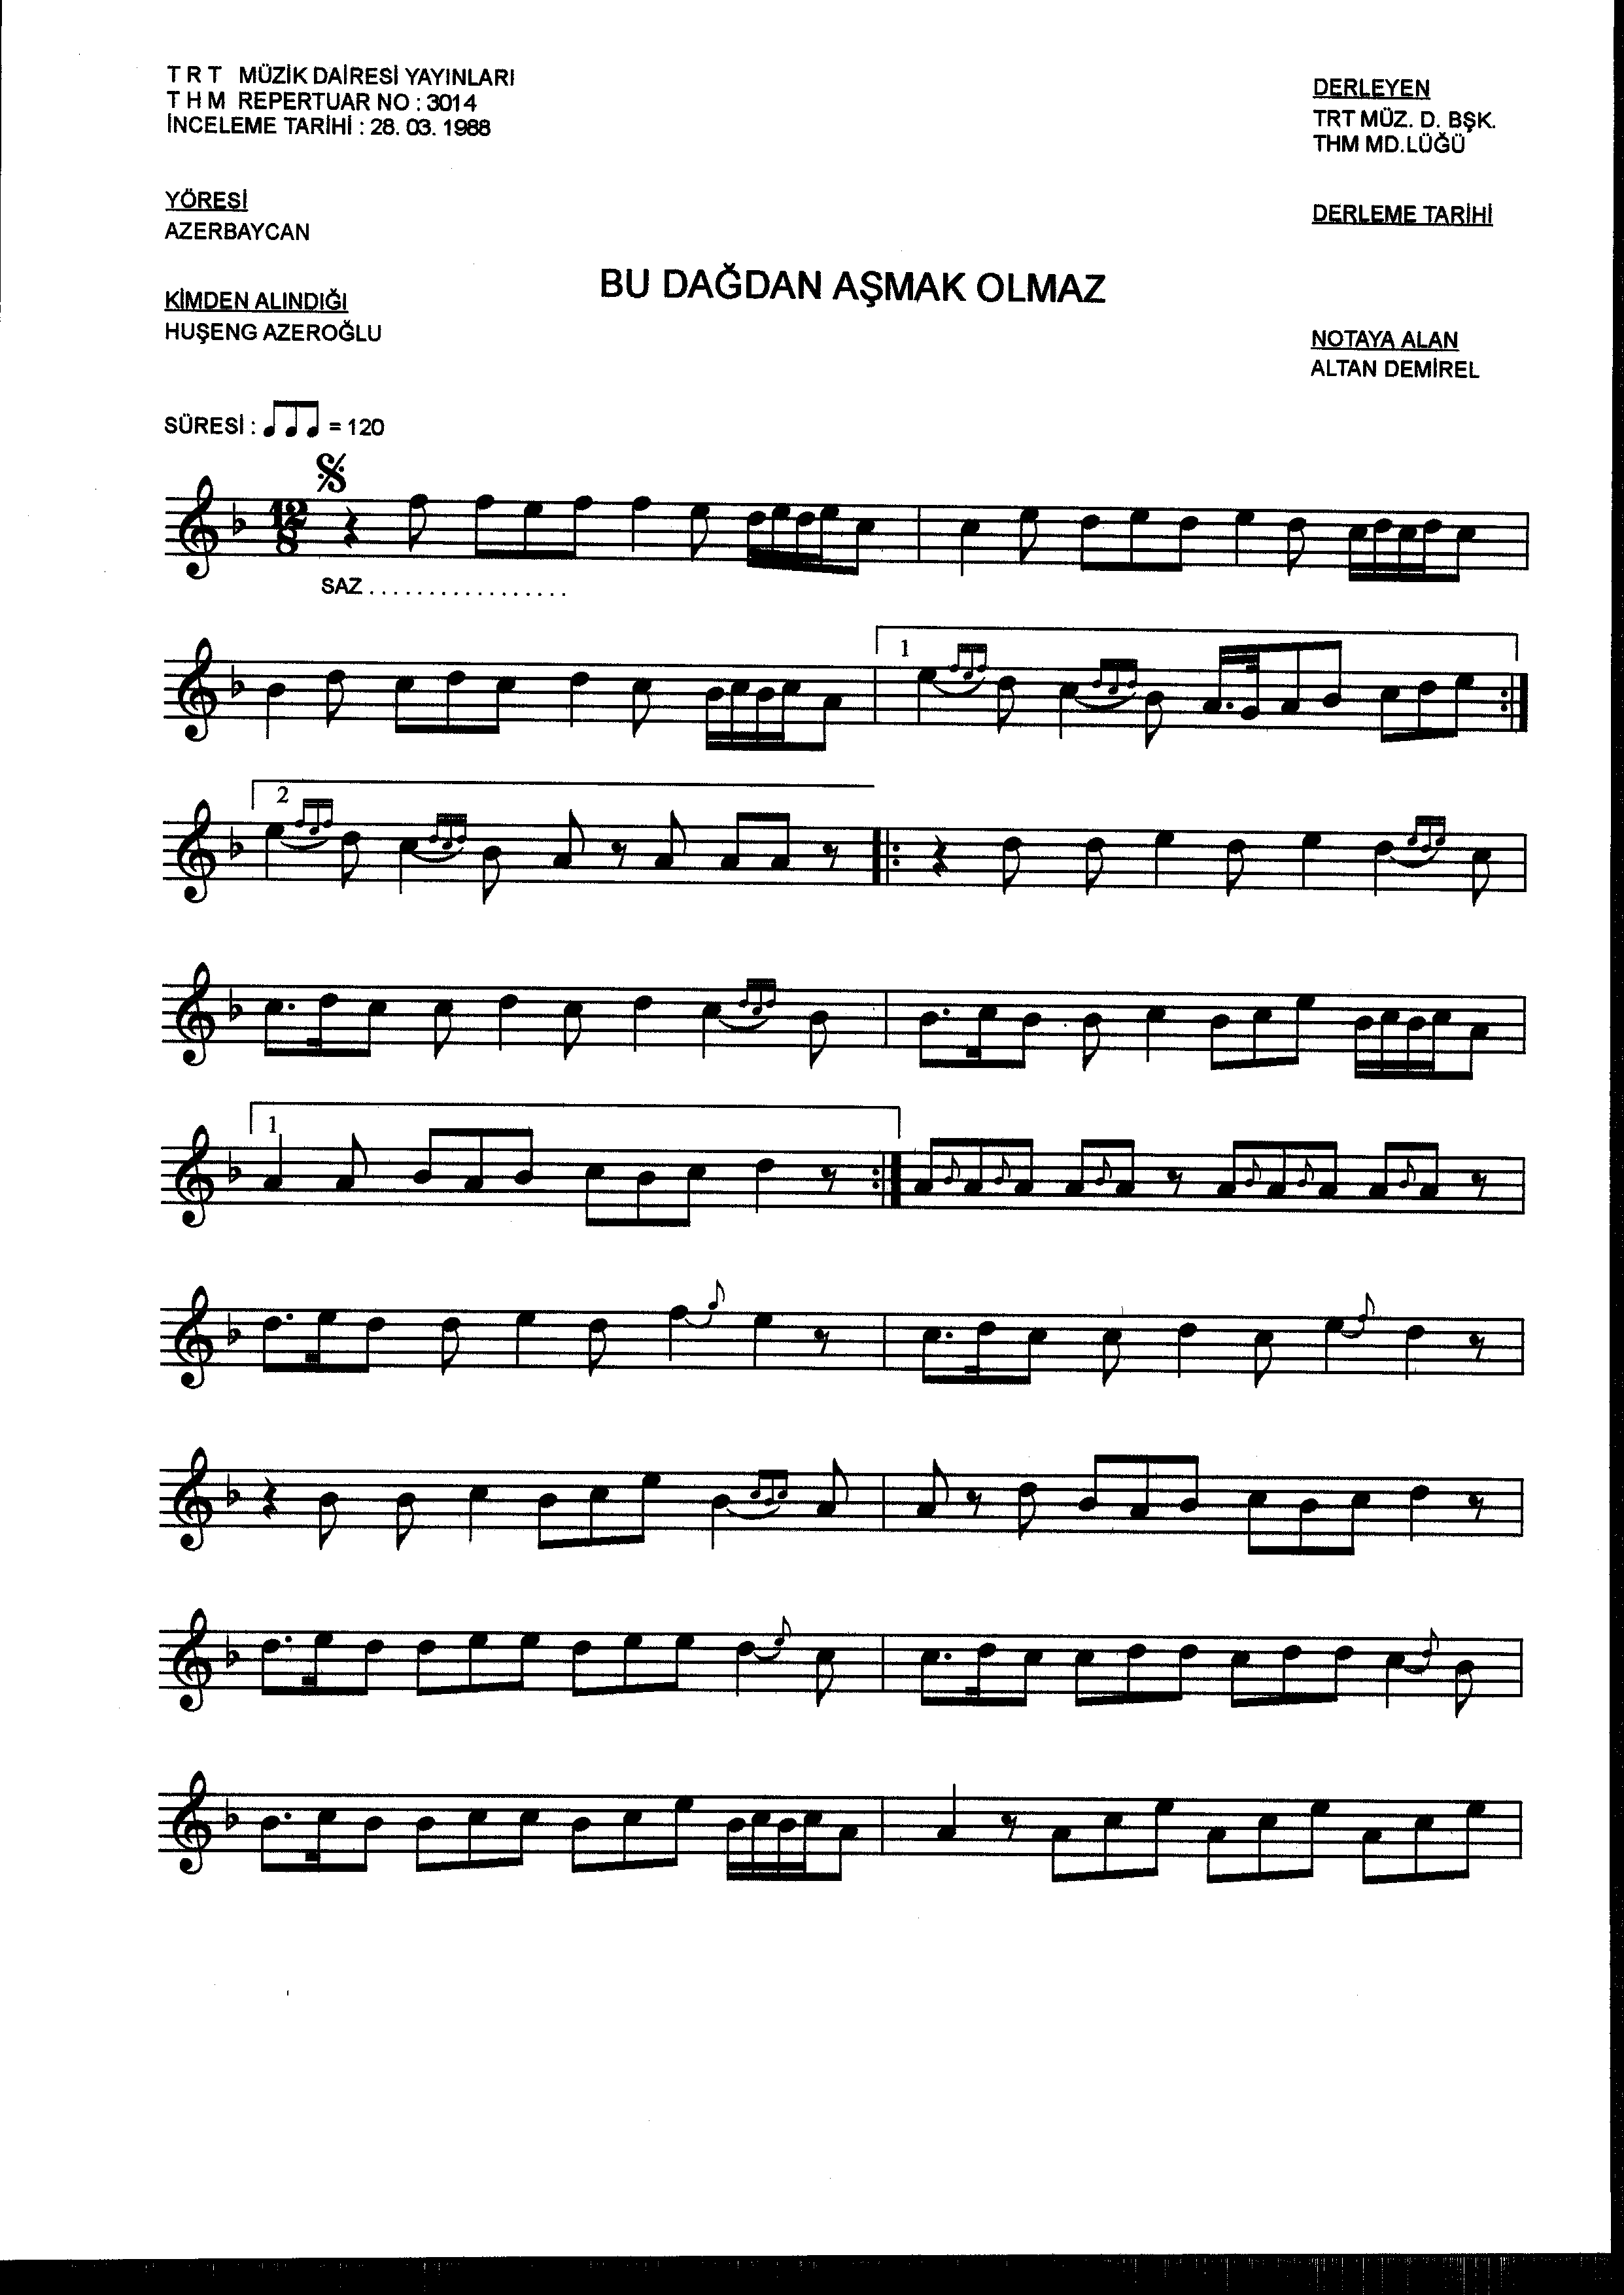 T R T MÜZİK DAİRESİ YAYINLARI
T H M REPERTUAR NO : 3014
İNCELEME TARİHİ : 28. 03. 1988
DERLEYEN
TRT MÜZ. D. BŞK.
THM MD.LÜĞÜ
YÖRESİ
AZERBAYCAN
DERLEME TARİHİ
BU DAĞDAN AŞMAK OLMAZ
KİMDEN ALINDIĞI
HUŞENG AZEROĞLU
NOTAYA ALAN
ALTAN DEMİREL
SÜRESİ : = 120
12
8
SAZ . . . . . . . . . . . . . . . . .
1
2
1